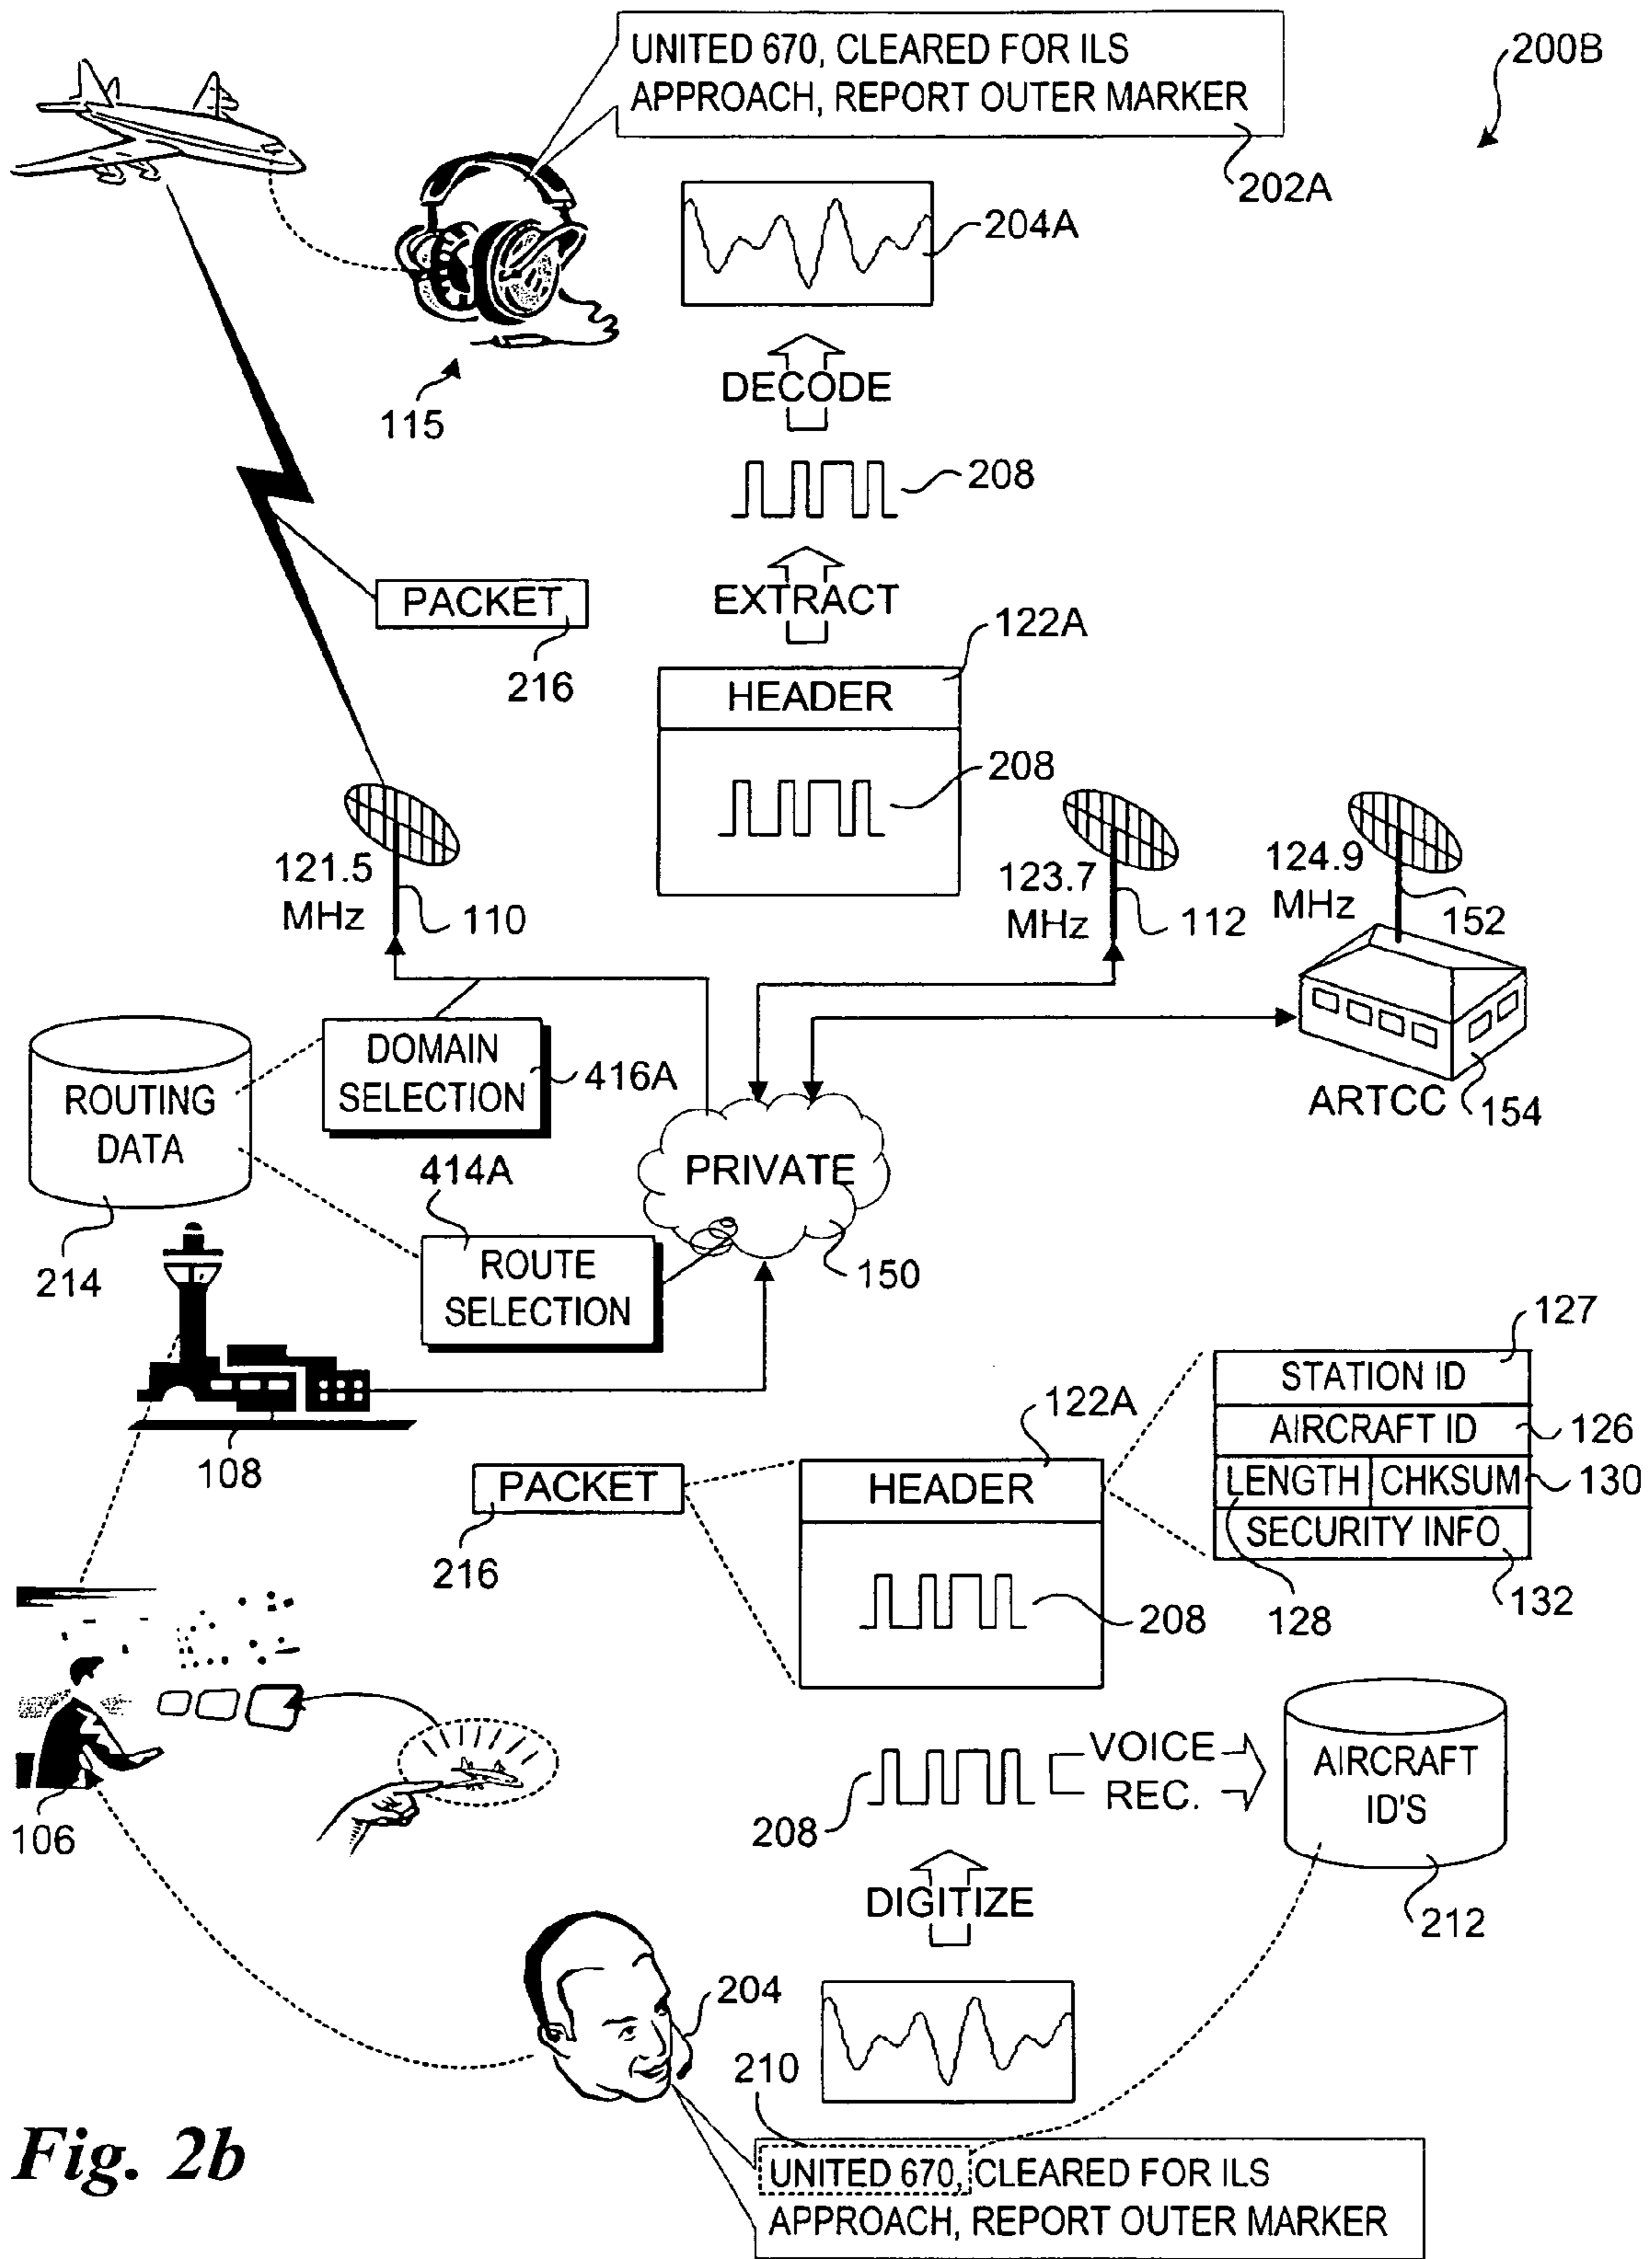 UNITED 670, CLEARED FOR ILS
APPROACH, REPORT OUTER MARKER
200B
202A
204A
DECODE
115
208
EXTRACT
PACKET
216
122A
HEADER
208
121.5
MHz
110
123.7
MHz
112
124.9
MHz
152
ROUTING
DATA
214
DOMAIN
SELECTION
416A
ARTCC
154
PRIVATE
150
414A
ROUTE
SELECTION
108
127
STATION ID
AIRCRAFT ID
126
LENGTH
CHKSUM
130
SECURITY INFO
128
132
122A
PACKET
216
HEADER
208
106
208
VOICE
REC.
AIRCRAFT
ID'S
212
DIGITIZE
204
210
UNITED 670, CLEARED FOR ILS
APPROACH, REPORT OUTER MARKER
Fig. 2b